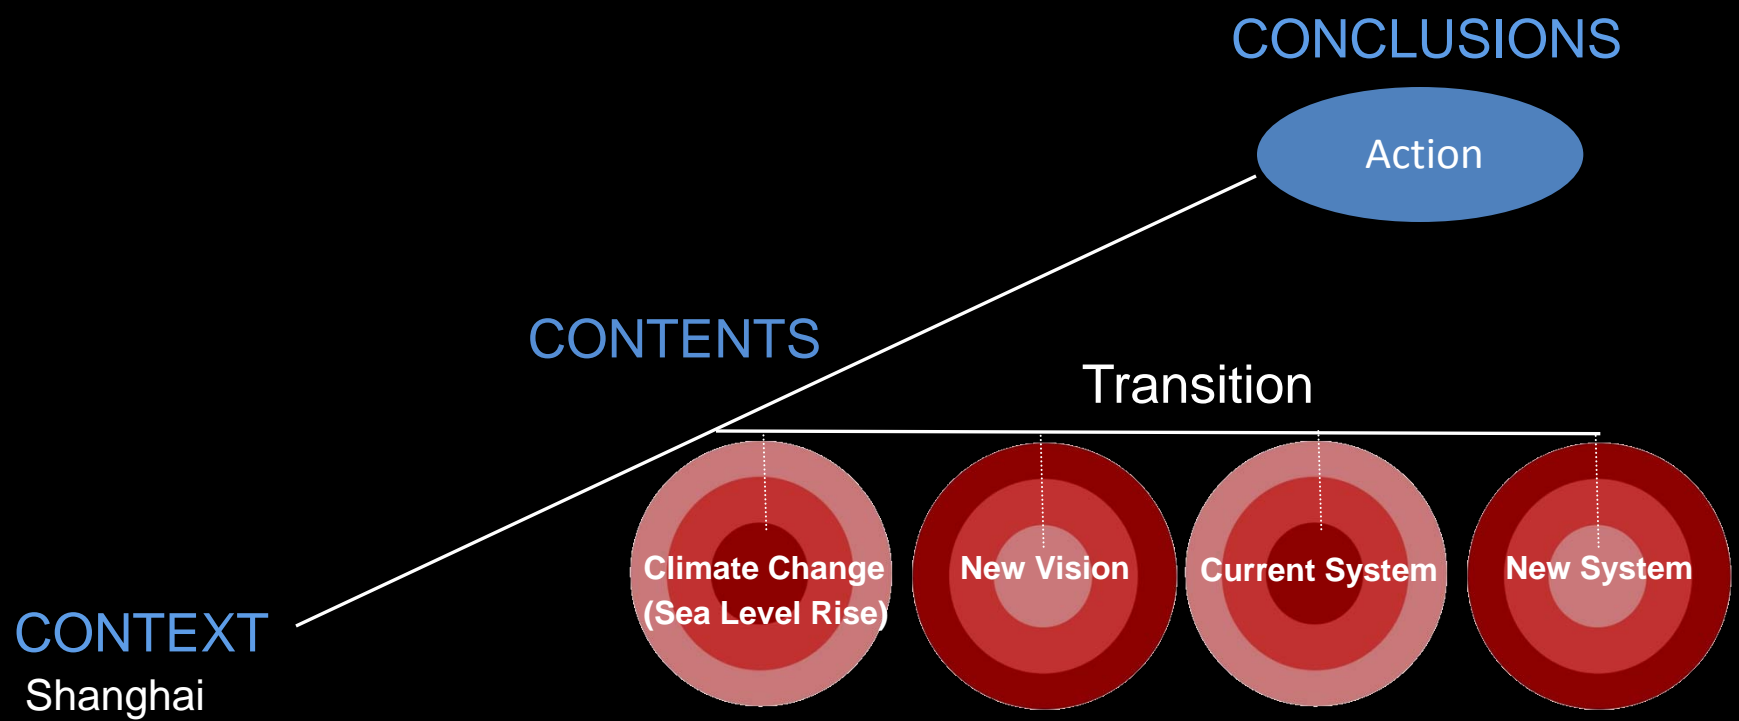 CONCLUSIONS
Action
CONTENTS
Transition
Climate Change
(Sea Level Rise)
New Vision
Current System
New System
CONTEXT
Shanghai